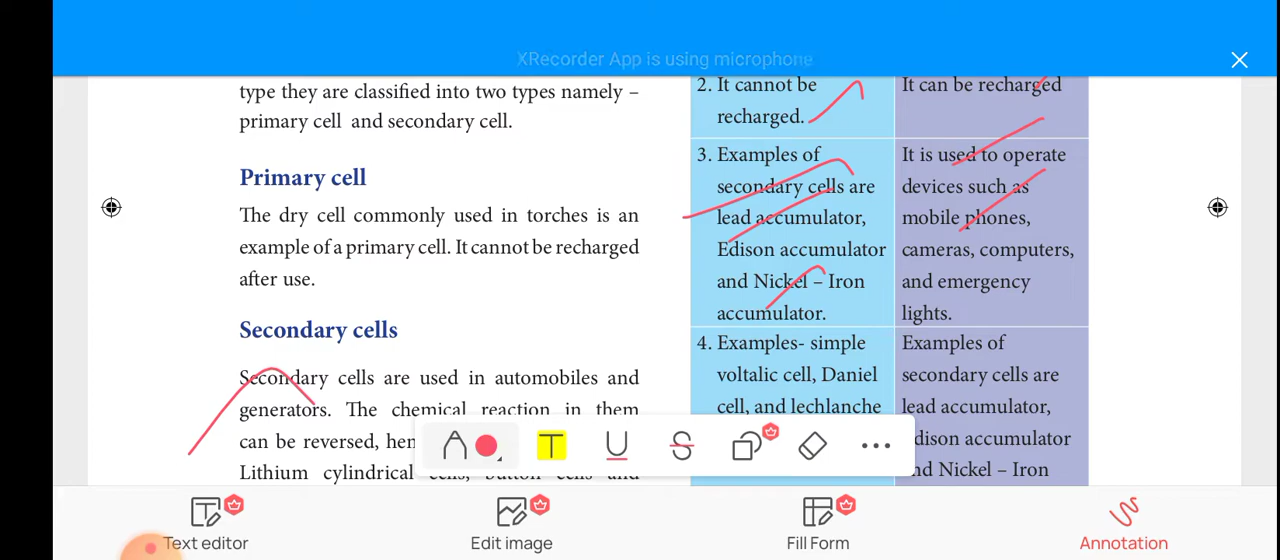 XRecorder App is using microphone
type they are classified into two types namely –
primary cell and secondary cell.
Primary cell
The dry cell commonly used in torches is an
example of a primary cell. It cannot be recharged
after use.
Secondary cells
Secondary cells are used in automobiles and
generators. The chemical reaction in them
can be reversed, hen
Lithium cylindrical cells, button cells and
2. It cannot be
recharged.
It can be recharged
3. Examples of
secondary cells are
lead accumulator,
Edison accumulator
and Nickel – Iron
accumulator.
It is used to operate
devices such as
mobile phones,
cameras, computers,
and emergency
lights.
4. Examples- simple
voltalic cell, Daniel
cell, and lechlanche
Examples of
secondary cells are
lead accumulator,
Edison accumulator
and Nickel – Iron
T U S
Text editor
Edit image
Fill Form
Annotation